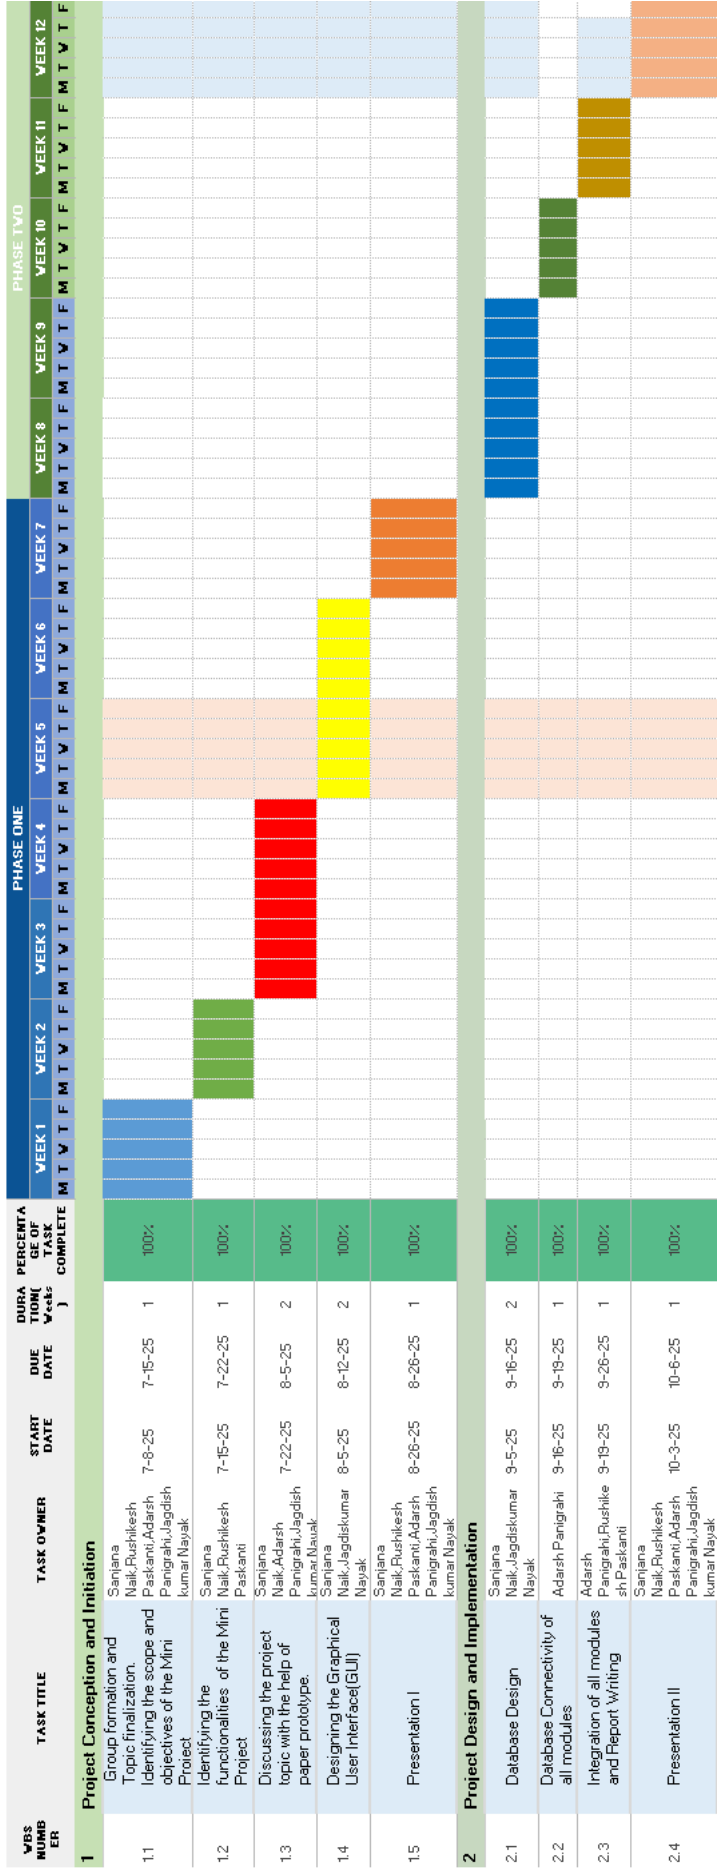 WBS
NUMB
ER
TASK TITLE
TASK OWNER
START
DATE
DUE
DATE
DURA
TION(
Weeks
)
PERCENTA
GE OF
TASK
COMPLETE
PHASE ONE
PHASE TWO
WEEK 1
WEEK 2
WEEK 3
WEEK 4
WEEK 5
WEEK 6
WEEK 7
WEEK 8
WEEK 9
WEEK 10
WEEK 11
WEEK 12
M T W T F M T W T F M T W T F M T W T F M T W T F M T W T F M T W T F M T W T F M T W T F M T W T F M T W T F M T W T F
1 Project Conception and Initiation
1.1
Group formation and
Topic finalization.
Identifying the scope and
objectives of the Mini
Project
Sanjana
Naik,Rushikesh
Paskanti,Adarsh
Panigrahi,Jagdish
kumar Nayak
7-8-25 7-15-25 1 100%
1.2
Identifying the
functionalities of the Mini
Project
Sanjana
Naik,Rushikesh
Paskanti
7-15-25 7-22-25 1 100%
1.3
Discussing the project
topic with the help of
paper prototype.
Sanjana
Naik,Adarsh
Panigrahi,Jagdish
kumar Nayak
7-22-25 8-5-25 2 100%
1.4
Designing the Graphical
User Interface(GUI)
Sanjana
Naik,Jagdiskumar
Nayak
8-5-25 8-12-25 2 100%
1.5
Presentation I
Sanjana
Naik,Rushikesh
Paskanti,Adarsh
Panigrahi,Jagdish
kumar Nayak
8-26-25 8-26-25 1 100%
2 Project Design and Implementation
2.1
Database Design
Sanjana
Naik,Jagdiskumar
Nayak
9-5-25 9-16-25 2 100%
2.2
Database Connectivity of
all modules
Adarsh Panigrahi
9-16-25 9-19-25 1 100%
2.3
Integration of all modules
and Report Writing
Adarsh
Panigrahi,Rushike
sh Paskanti
9-19-25 9-26-25 1 100%
2.4
Presentation II
Sanjana
Naik,Rushikesh
Paskanti,Adarsh
Panigrahi,Jagdish
kumar Nayak
10-3-25 10-6-25 1 100%